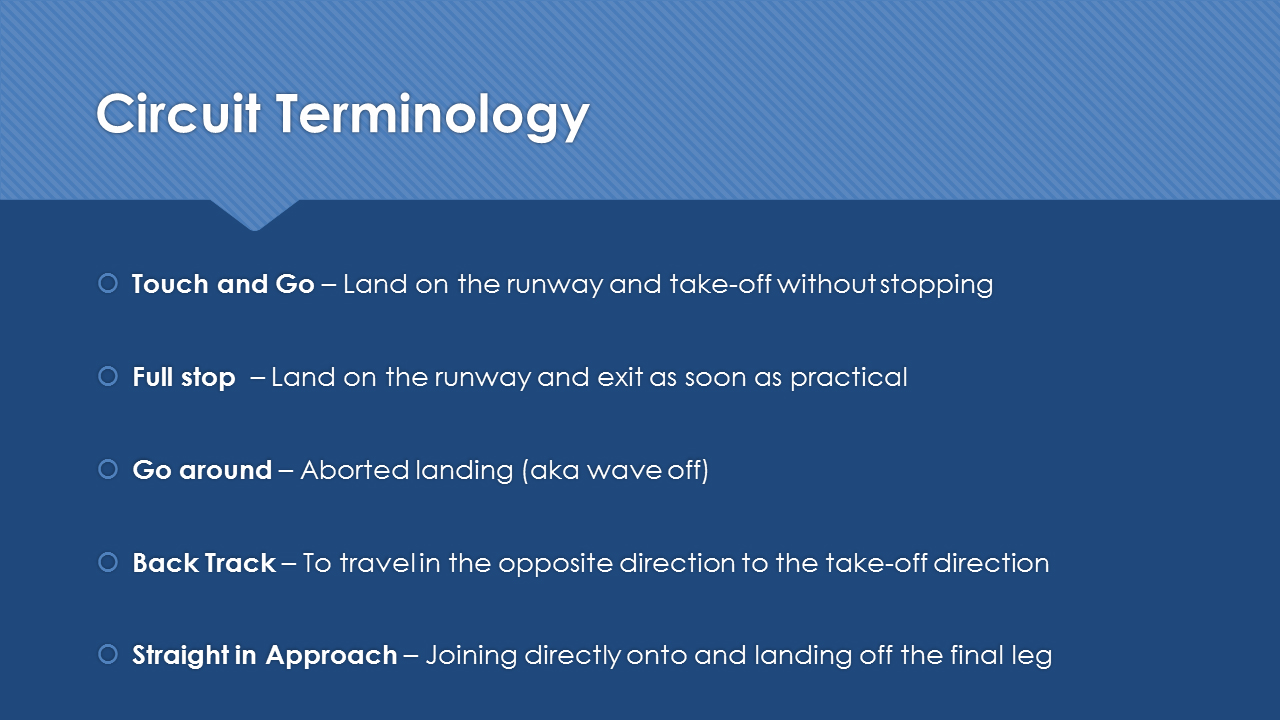 Circuit Terminology
Touch and Go – Land on the runway and take-off without stopping
Full stop – Land on the runway and exit as soon as practical
Go around – Aborted landing (aka wave off)
Back Track – To travel in the opposite direction to the take-off direction
Straight in Approach – Joining directly onto and landing off the final leg